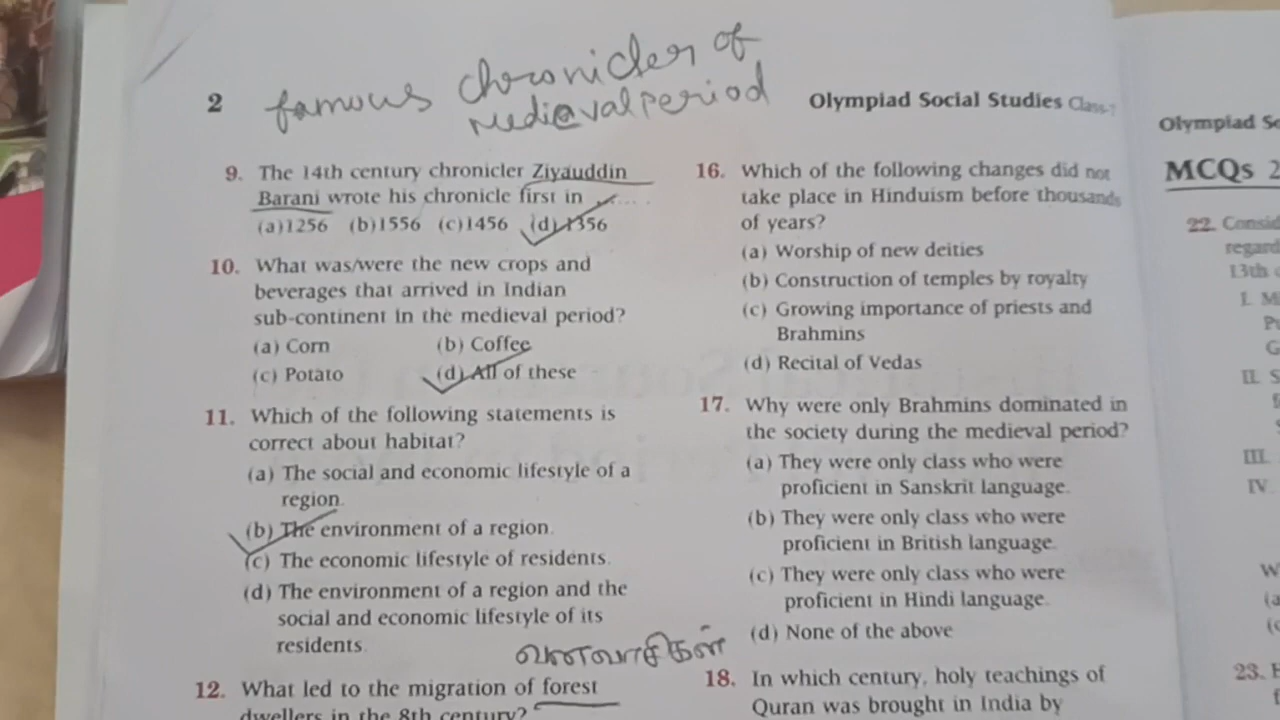 famous chronicler of
medieval period
2
Olympiad Social Studies Class-7
9. The 14th century chronicler Ziyauddin
Barani wrote his chronicle first in ......
(a)1256 (b)1556 (c)1456 (d)1356
10. What was/were the new crops and
beverages that arrived in Indian
sub-continent in the medieval period?
(a) Corn (b) Coffee
(c) Potato (d) All of these
11. Which of the following statements is
correct about habitat?
(a) The social and economic lifestyle of a
region.
(b) The environment of a region.
(c) The economic lifestyle of residents.
(d) The environment of a region and the
social and economic lifestyle of its
residents.
வனவாசிகள்
12. What led to the migration of forest
dwellers in the 8th century?
16. Which of the following changes did not
take place in Hinduism before thousands
of years?
(a) Worship of new deities
(b) Construction of temples by royalty
(c) Growing importance of priests and
Brahmins
(d) Recital of Vedas
17. Why were only Brahmins dominated in
the society during the medieval period?
(a) They were only class who were
proficient in Sanskrit language.
(b) They were only class who were
proficient in British language.
(c) They were only class who were
proficient in Hindi language.
(d) None of the above
18. In which century, holy teachings of
Quran was brought in India by
Olympiad
MCQs 2
22.
13th
I.
II.
III.
IV.
23.